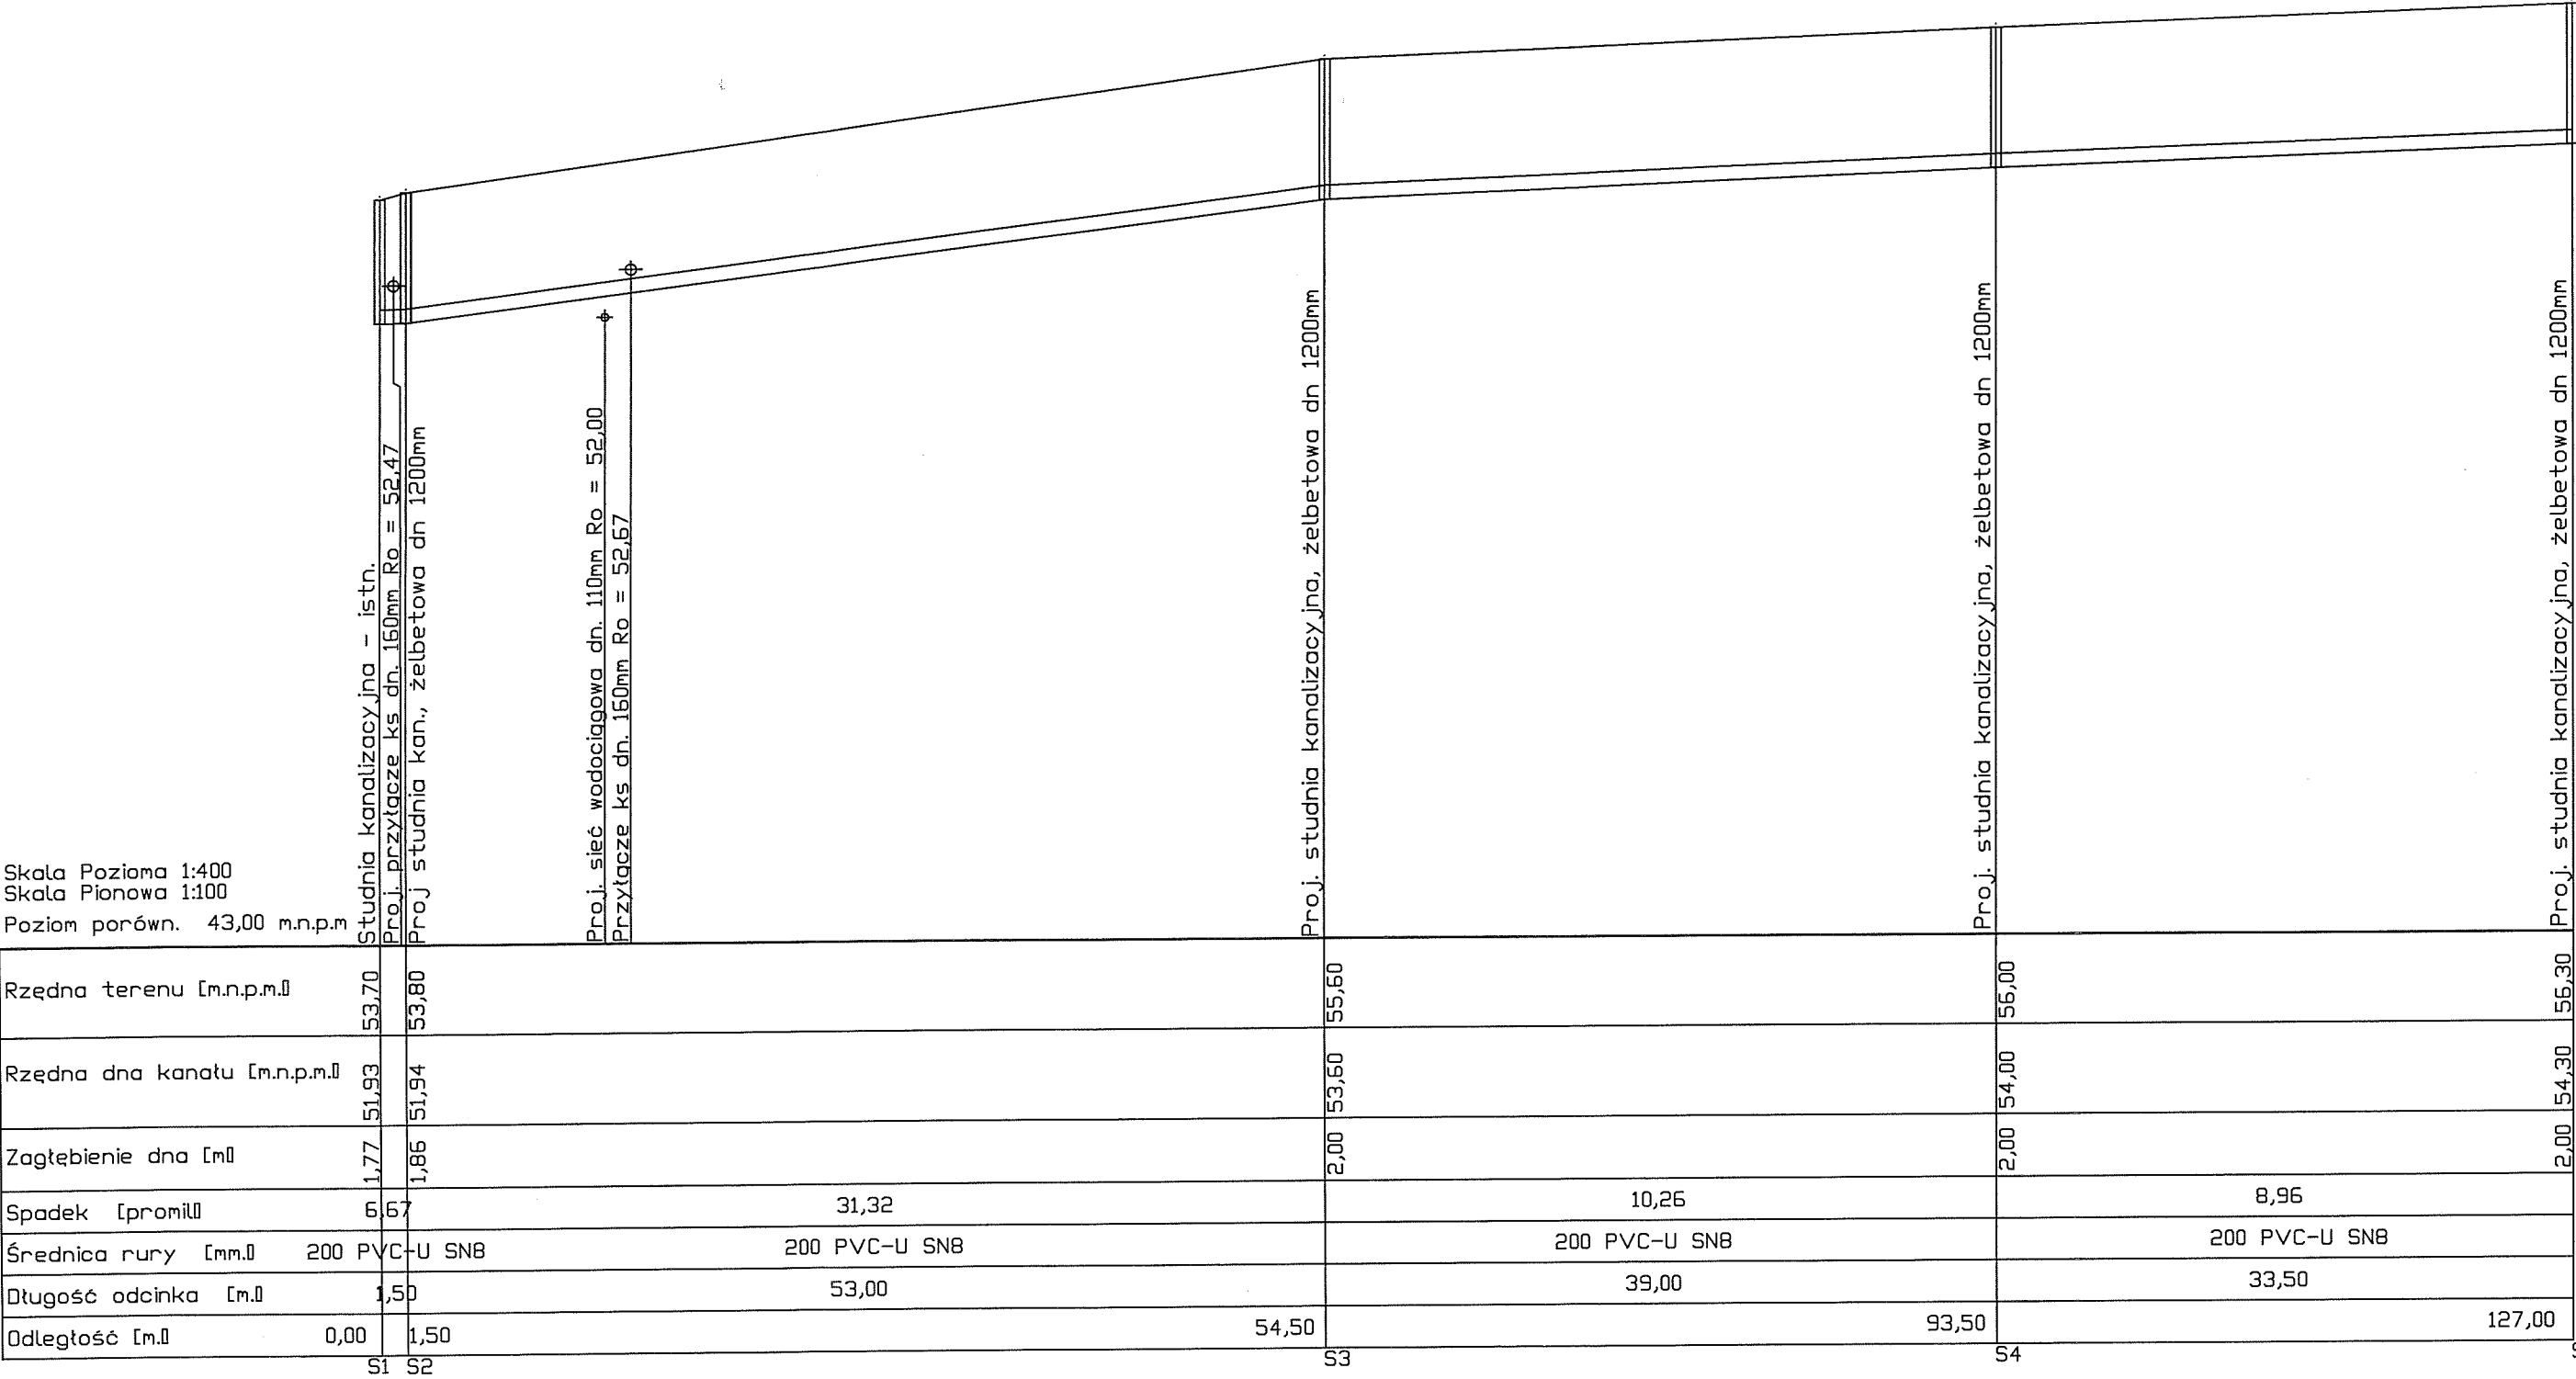 Studnia kanalizacyjna - istn.
Proj. przyłącze ks dn. 160mm Ro = 52,47
Proj studnia kan., żelbetowa dn 1200mm
Proj. sieć wodociągowa dn. 110mm Ro = 52,00
Przyłącze ks dn. 160mm Ro = 52,67
Proj. studnia kanalizacyjna, żelbetowa dn 1200mm
Proj. studnia kanalizacyjna, żelbetowa dn 1200mm
Proj. studnia kanalizacyjna, żelbetowa dn 1200mm
Skala Pozioma 1:400
Skala Pionowa 1:100
Poziom porówn. 43,00 m.n.p.m
Rzędna terenu [m.n.p.m.] 53,70 53,80 55,60 56,00 56,30
Rzędna dna kanału [m.n.p.m.] 51,93 51,94 53,60 54,00 54,30
Zagłębienie dna [m] 1,77 1,86 2,00 2,00 2,00
Spadek [promil] 6,67 31,32 10,26 8,96
Średnica rury [mm.] 200 PVC-U SN8 200 PVC-U SN8 200 PVC-U SN8 200 PVC-U SN8
Długość odcinka [m.] 1,50 53,00 39,00 33,50
Odległość [m.] 0,00 1,50 54,50 93,50 127,00
S1 S2 S3 S4